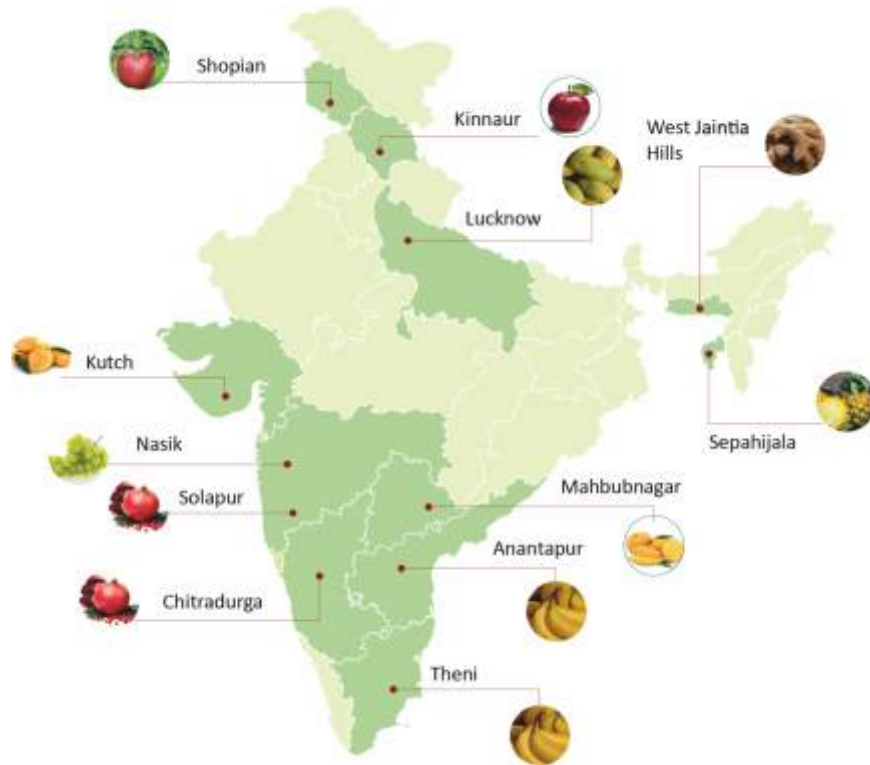 Shopian
Kinnaur
West Jaintia
Hills
Lucknow
Kutch
Nasik
Sepahijala
Solapur
Mahbubnagar
Anantapur
Chitradurga
Theni